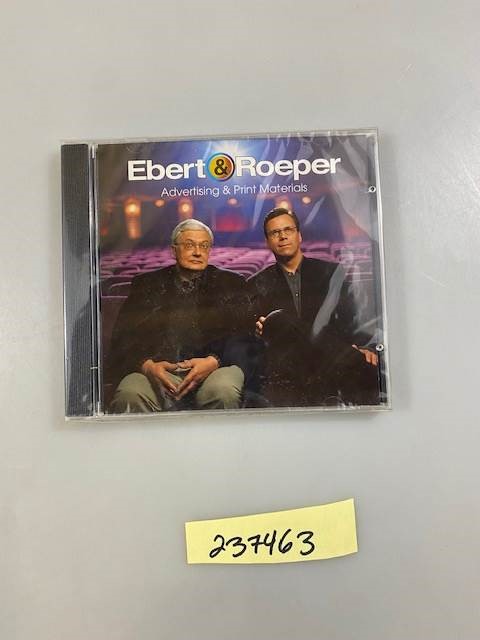 Ebert & Roeper
Advertising & Print Materials
237463